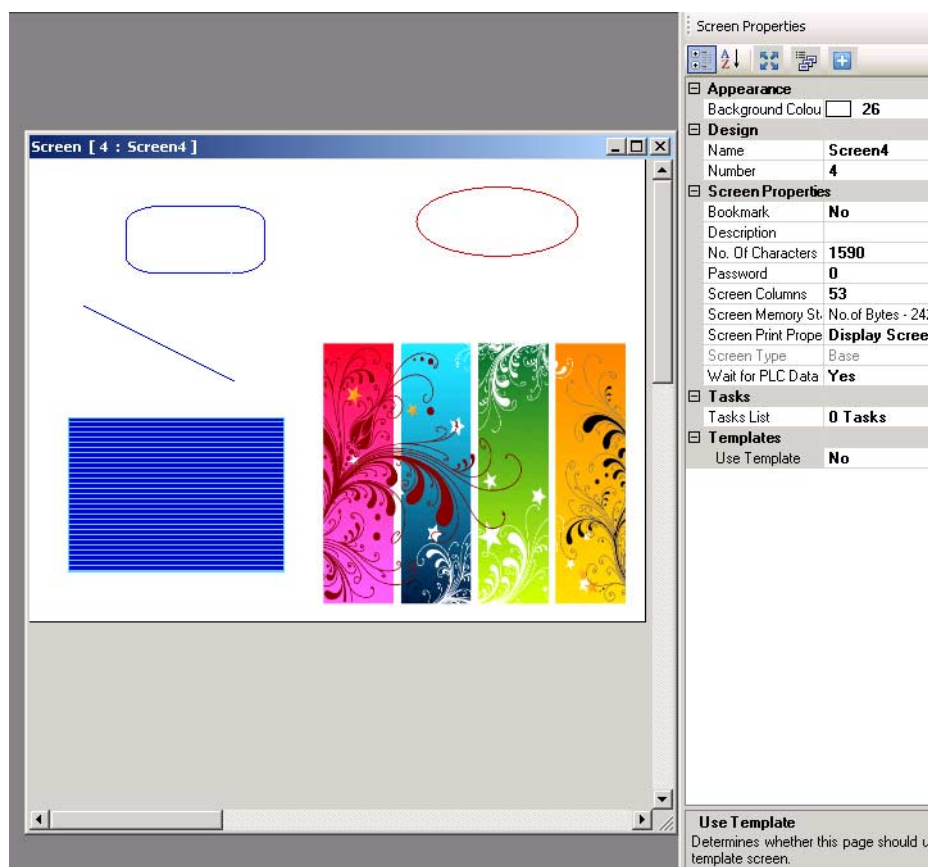 Screen Properties
Appearance
Background Colou 26
Design
Screen [ 4 : Screen4 ]
Name Screen4
Number 4
Screen Properties
Bookmark No
Description
No. Of Characters 1590
Password 0
Screen Columns 53
Screen Memory St No.of Bytes - 24
Screen Print Prope Display Scree
Screen Type Base
Wait for PLC Data Yes
Tasks
Tasks List 0 Tasks
Templates
Use Template No
Use Template
Determines whether this page should u
template screen.